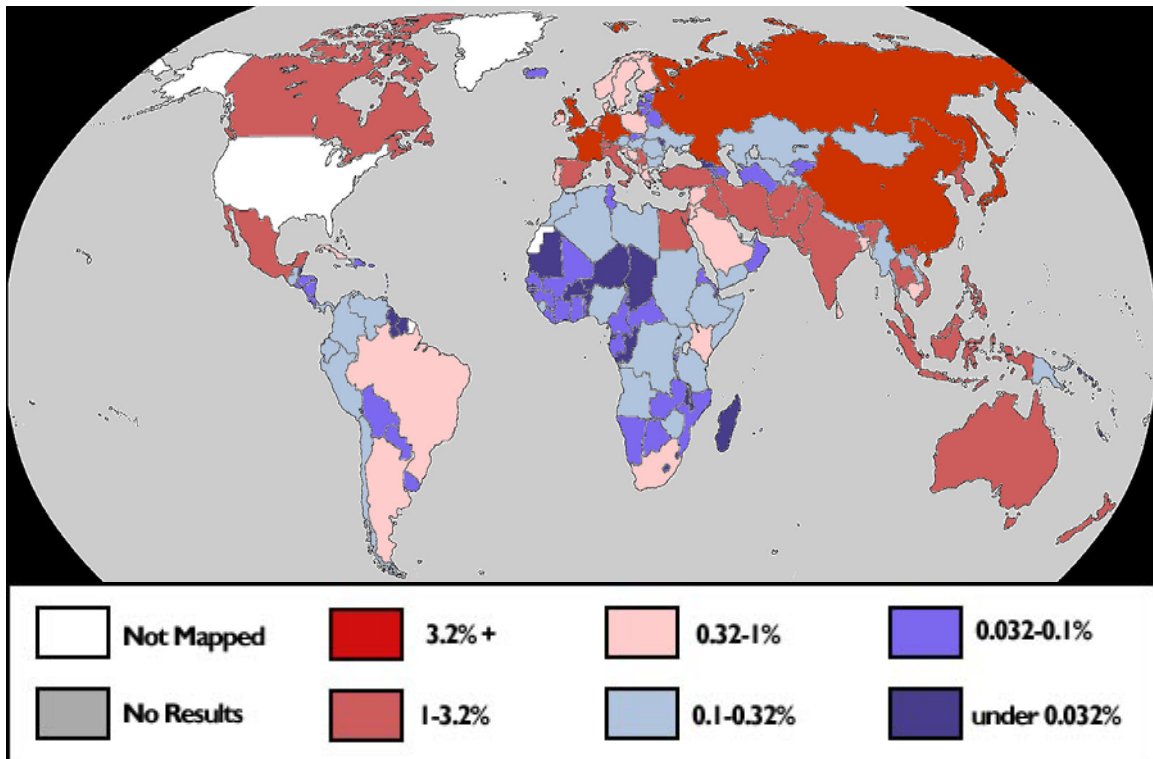 Not Mapped
3.2% +
0.32-1%
0.032-0.1%
No Results
1-3.2%
0.1-0.32%
under 0.032%